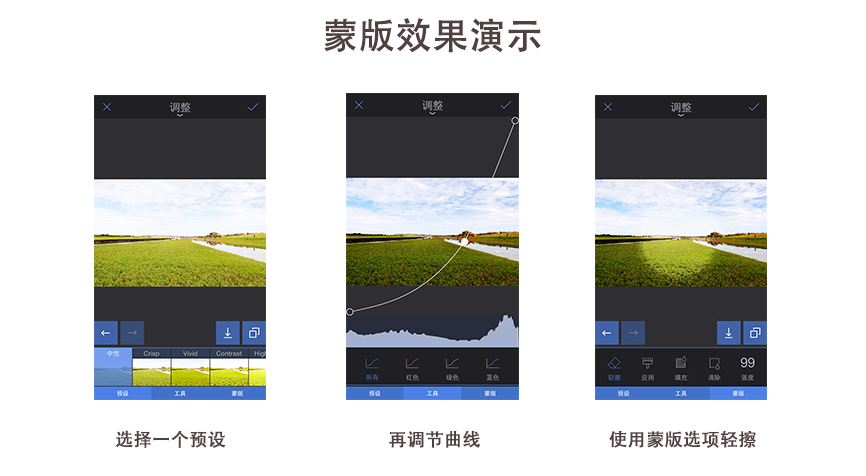 蒙版效果演示
调整
中性 Crisp Vivid Contrast High
预设 工具 蒙版
选择一个预设
调整
所有 红色 绿色 蓝色
预设 工具 蒙版
再调节曲线
调整
99
轻擦 应用 填充 清除 强度
预设 工具 蒙版
使用蒙版选项轻擦